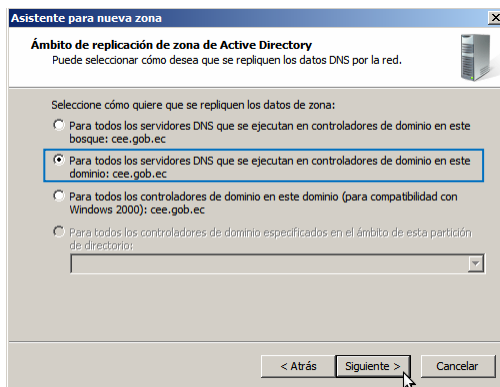 Asistente para nueva zona
Ámbito de replicación de zona de Active Directory
Puede seleccionar cómo desea que se repliquen los datos DNS por la red.
Seleccione cómo quiere que se repliquen los datos de zona:
Para todos los servidores DNS que se ejecutan en controladores de dominio en este
bosque: cee.gob.ec
Para todos los servidores DNS que se ejecutan en controladores de dominio en este
dominio: cee.gob.ec
Para todos los controladores de dominio en este dominio (para compatibilidad con
Windows 2000): cee.gob.ec
Para todos los controladores de dominio especificados en el ámbito de esta partición
de directorio:
< Atrás
Siguiente >
Cancelar